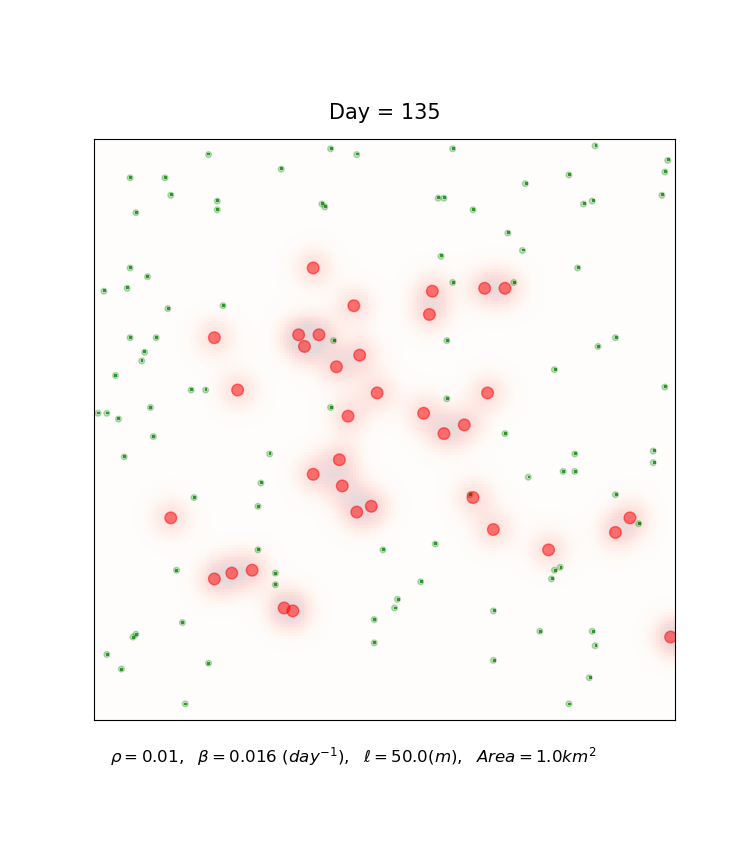 Day = 135
ρ = 0.01, β = 0.016 (day⁻¹), ℓ = 50.0(m), Area = 1.0km²